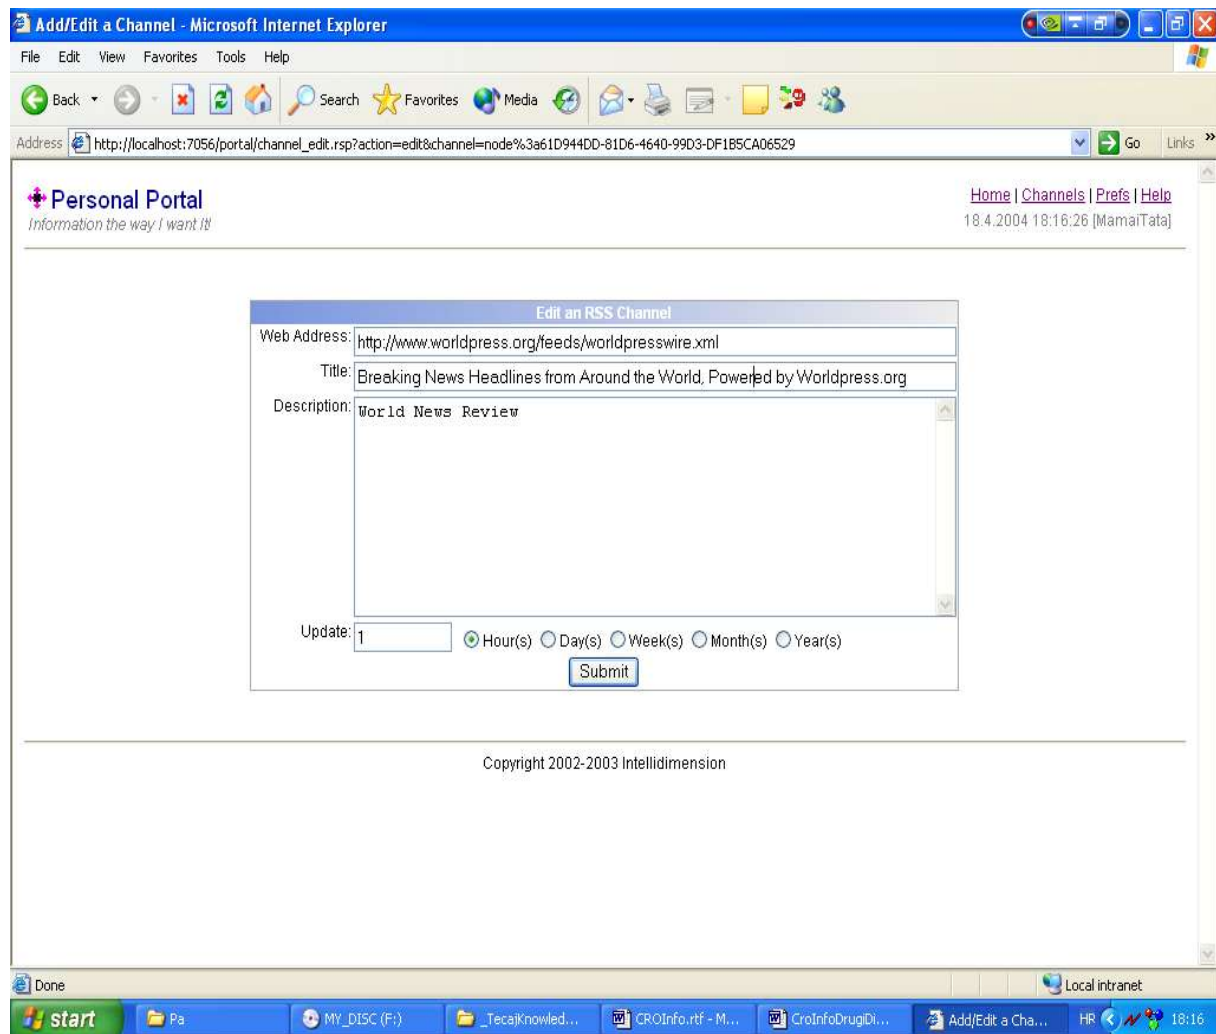 Add/Edit a Channel - Microsoft Internet Explorer
File Edit View Favorites Tools Help
Back Search Favorites Media
Address http://localhost:7056/portal/channel_edit.rsp?action=edit&channel=node%3a61D944DD-81D6-4640-99D3-DF1B5CA06529 Go Links »
Personal Portal
Information the way I want it!
Home | Channels | Prefs | Help
18.4.2004 18:16:26 [MamaiTata]
Edit an RSS Channel
Web Address: http://www.worldpress.org/feeds/worldpresswire.xml
Title: Breaking News Headlines from Around the World, Powered by Worldpress.org
Description: World News Review
Update: 1 Hour(s) Day(s) Week(s) Month(s) Year(s)
Submit
Copyright 2002-2003 Intellidimension
Done Local intranet
start Pa MY_DISC (F:) _TecajKnowled... CROInfo.rtf - M... CroInfoDrugiDi... Add/Edit a Cha... HR 18:16